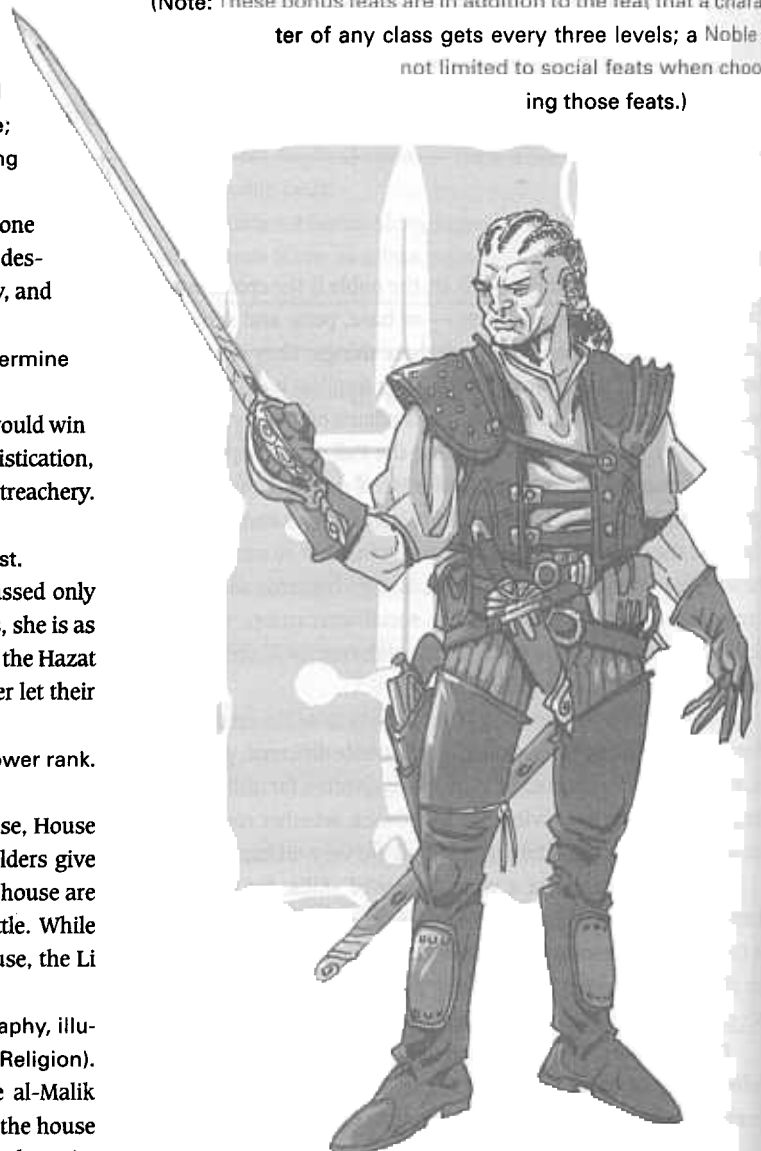 (Note: These bonus feats are in addition to the feat that a chara
ter of any class gets every three levels; a Noble
not limited to social feats when choo
ing those feats.)
e;
ng
one
des-
y, and
ermine
ould win
istication,
treachery.
st.
ssed only
, she is as
the Hazat
er let their
wer rank.
se, House
lders give
house are
tle. While
use, the Li
raphy, illu-
Religion).
e al-Malik
the house